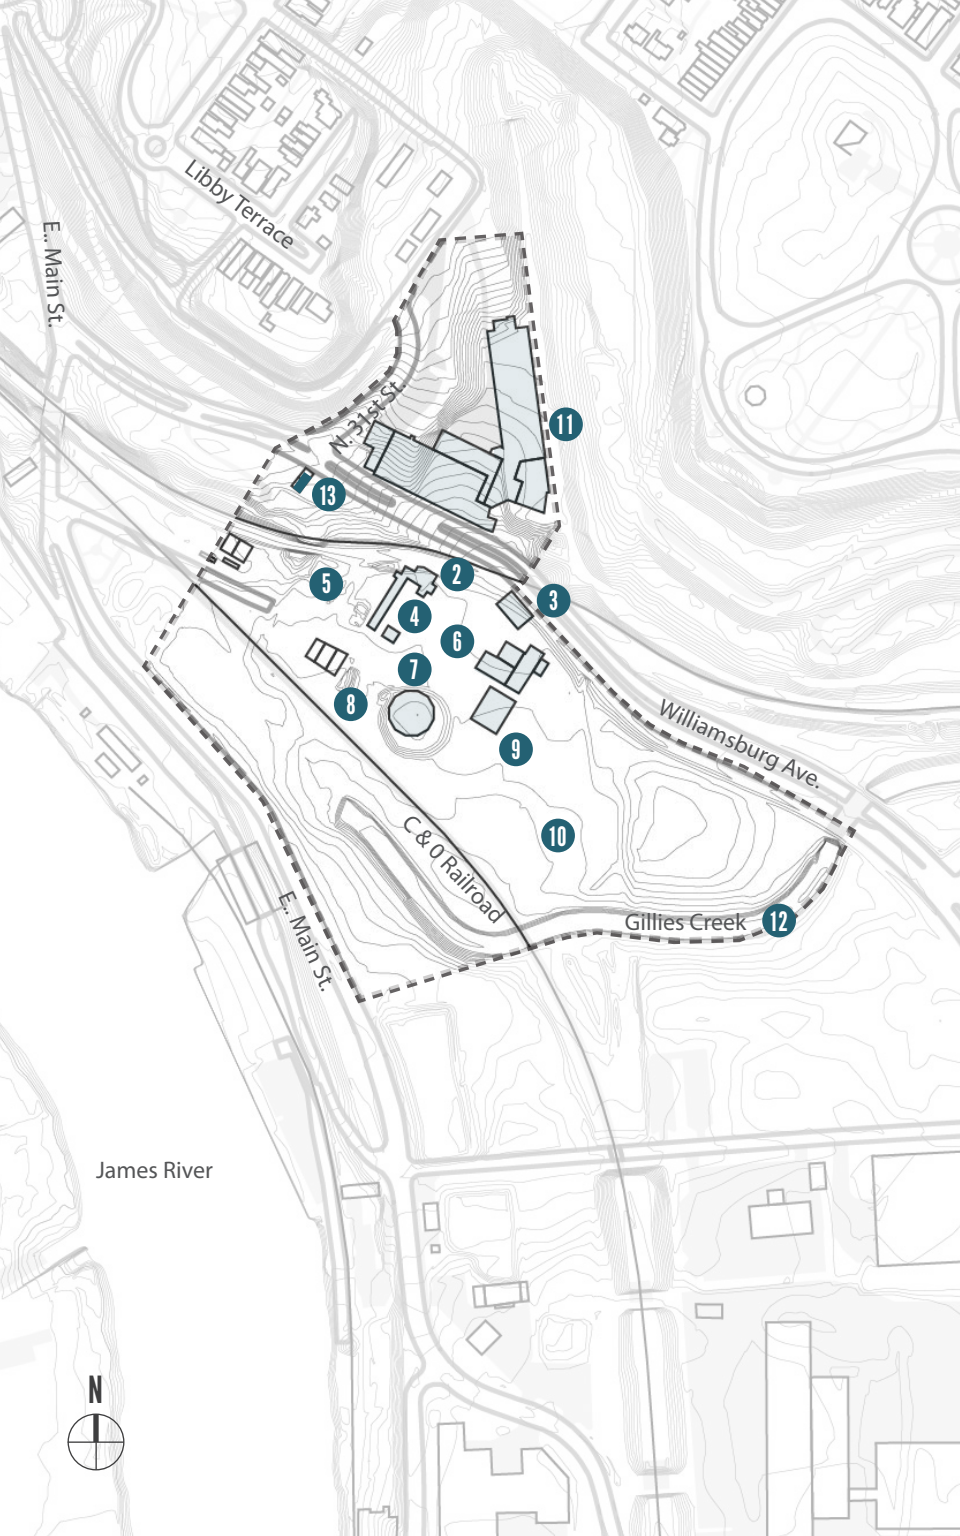 Libby Terrace
E.. Main St.
N. 31st St
11
13
2
5
3
4
6
7
8
Williamsburg Ave.
9
C & O Railroad
10
E.. Main St.
Gillies Creek
12
James River
N